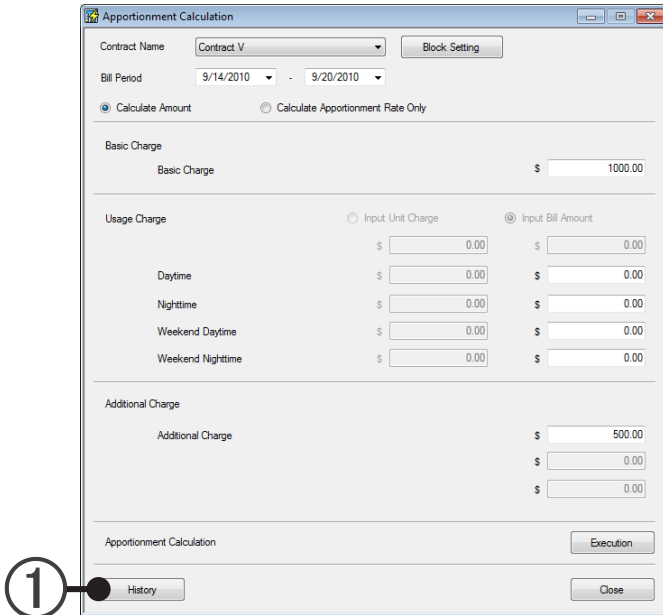 Apportionment Calculation
Contract Name Contract V Block Setting
Bill Period 9/14/2010 - 9/20/2010
Calculate Amount Calculate Apportionment Rate Only
Basic Charge
Basic Charge $ 1000.00
Usage Charge Input Unit Charge Input Bill Amount
$ 0.00 $ 0.00
Daytime $ 0.00 $ 0.00
Nighttime $ 0.00 $ 0.00
Weekend Daytime $ 0.00 $ 0.00
Weekend Nighttime $ 0.00 $ 0.00
Additional Charge
Additional Charge $ 500.00
$ 0.00
$ 0.00
Apportionment Calculation Execution
1 History Close